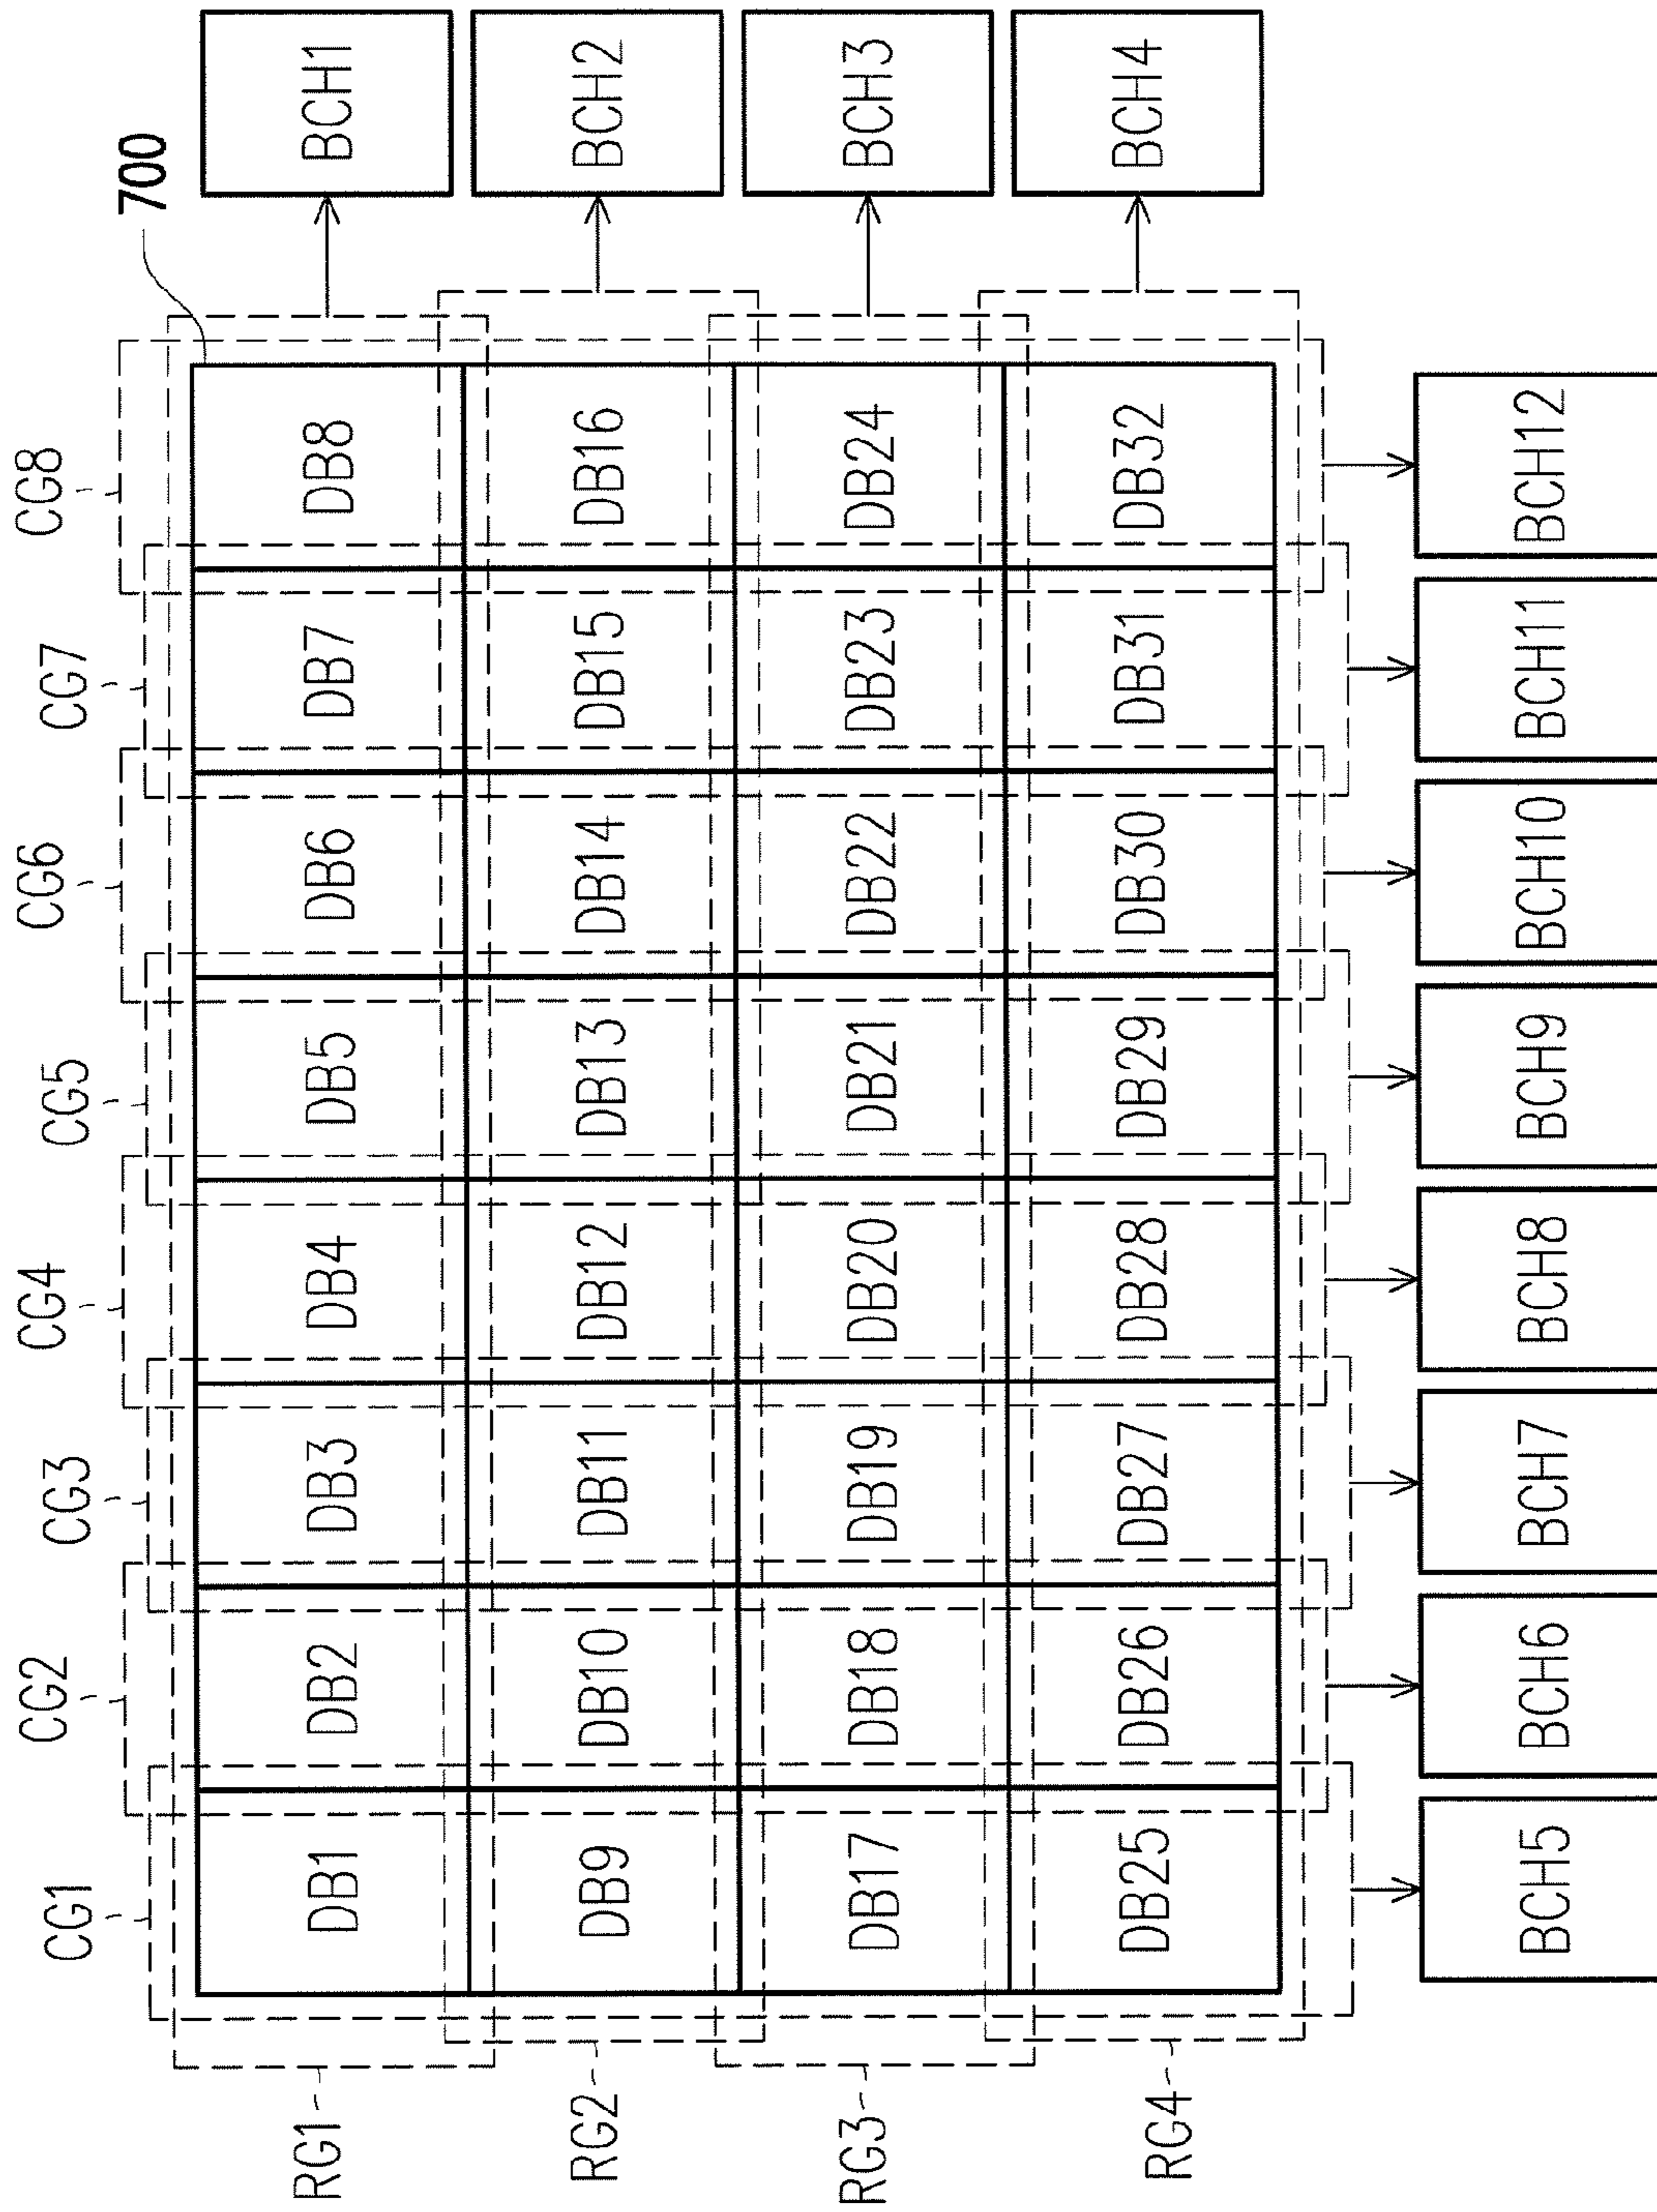 CG1 CG2 CG3 CG4 CG5 CG6 CG7 CG8
700
RG1 DB1 DB2 DB3 DB4 DB5 DB6 DB7 DB8 BCH1
RG2 DB9 DB10 DB11 DB12 DB13 DB14 DB15 DB16 BCH2
RG3 DB17 DB18 DB19 DB20 DB21 DB22 DB23 DB24 BCH3
RG4 DB25 DB26 DB27 DB28 DB29 DB30 DB31 DB32 BCH4
BCH5 BCH6 BCH7 BCH8 BCH9 BCH10 BCH11 BCH12